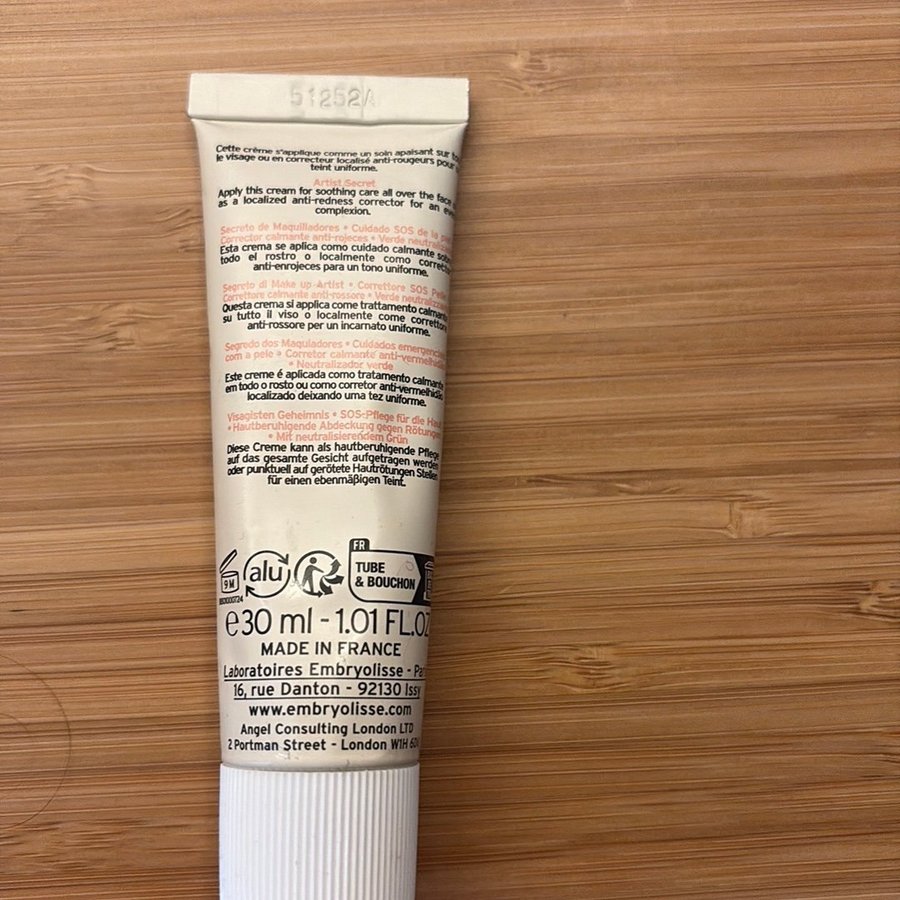 51252A
Cette crème s'applique comme un soin apaisant sur
le visage ou en correcteur localisé anti-rougeurs pour
teint uniforme.
Artist Secret
Apply this cream for soothing care all over the face
as a localized anti-redness corrector for an even
complexion.
Secreto de Maquilladores • Cuidado SOS de la
Corrector calmante anti-rojeces • Verde
Esta crema se aplica como cuidado calmante
todo el rostro o localmente como
anti-enrojeces para un tono uniforme.
Segreto di Make up Artist • Correttore SOS Pelle
Correttore calmante anti-rossore • Verde
Questa crema si applica come trattamento calmante
su tutto il viso o localmente come correttore
anti-rossore per un incarnato uniforme.
Segredo dos Maquiadores • Cuidados
com a pele • Corretor calmante anti-vermelhidão
• Neutralizador verde
Este creme é aplicada como tratamento calmante
em todo o rosto ou como corretor anti-vermelhidão
localizado deixando uma tez uniforme.
Visagisten Geheimnis • SOS-Pflege für die Haut
• Hautberuhigende Abdeckung gegen Rötungen
• Mit neutralisierendem Grün
Diese Creme kann als hautberuhigende Pflege
auf das gesamte Gesicht aufgetragen werden
oder punktuell auf gerötete Hautrötungen Stellen
für einen ebenmäßigen Teint.
FR
9 M
alu
TUBE
& BOUCHON
e 30 ml - 1.01 FL.OZ
MADE IN FRANCE
Laboratoires Embryolisse -
16, rue Danton - 92130 Issy
www.embryolisse.com
Angel Consulting London LTD
2 Portman Street - London W1H